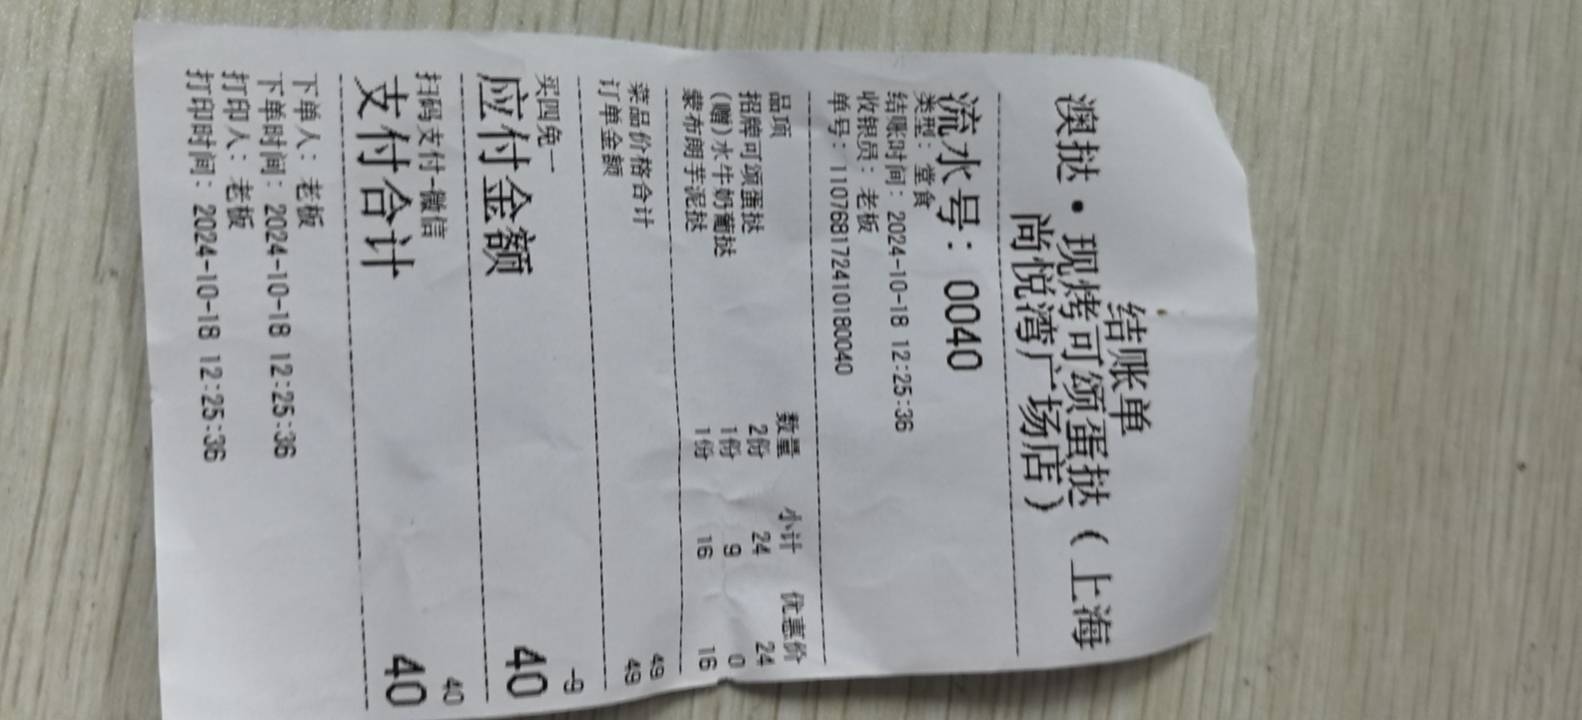 结账单
澳挞·现烤可颂蛋挞（上海
尚悦湾广场店）
流水号：0040
类型：堂食
结账时间：2024-10-18 12:25:36
收银员：老板
单号：110768172410180040
品项 数量 小计 优惠价
招牌可颂蛋挞 2份 24 24
(赠)水牛奶葡挞 1份 9 0
蒙布朗芋泥挞 1份 16 16
菜品价格合计 49
订单金额 49
买四免一 -9
应付金额 40
扫码支付-微信 40
支付合计 40
下单人：老板
下单时间：2024-10-18 12:25:36
打印人：老板
打印时间：2024-10-18 12:25:36